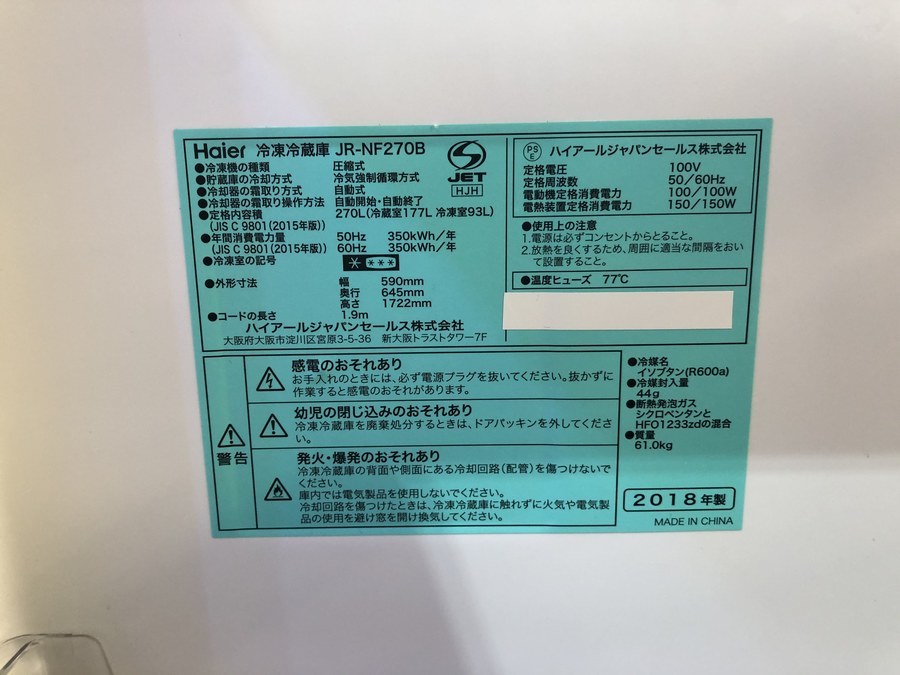 Haier 冷凍冷蔵庫 JR-NF270B
●冷凍機の種類 圧縮式
●貯蔵庫の冷却方式 冷気強制循環方式
●冷却器の霜取り方式 自動式
●冷却器の霜取り操作方法 自動開始・自動終了
●定格内容積 270L(冷蔵室177L 冷凍室93L)
(JIS C 9801(2015年版))
●年間消費電力量 50Hz 350kWh/年
(JIS C 9801(2015年版)) 60Hz 350kWh/年
●冷凍室の記号
●外形寸法 幅 590mm
奥行 645mm
高さ 1722mm
●コードの長さ 1.9m
ハイアールジャパンセールス株式会社
大阪府大阪市淀川区宮原3-5-36 新大阪トラストタワー7F
JET
HJH
PS
E
ハイアールジャパンセールス株式会社
定格電圧 100V
定格周波数 50/60Hz
電動機定格消費電力 100/100W
電熱装置定格消費電力 150/150W
●使用上の注意
1.電源は必ずコンセントからとること。
2.放熱を良くするため、周囲に適当な間隔をおい
て設置すること。
●温度ヒューズ 77℃
警告
感電のおそれあり
お手入れのときには、必ず電源プラグを抜いてください。抜かずに
作業すると感電のおそれがあります。
幼児の閉じ込みのおそれあり
冷凍冷蔵庫を廃棄処分するときは、ドアパッキンを外してくだ
さい。
発火・爆発のおそれあり
冷凍冷蔵庫の背面や側面にある冷却回路(配管)を傷つけないで
ください。
庫内では電気製品を使用しないでください。
冷却回路を傷つけたときは、冷凍冷蔵庫に触れずに火気や電気製
品の使用を避け窓を開け換気してください。
●冷媒名
イソブタン(R600a)
●冷媒封入量
44g
●断熱発泡ガス
シクロペンタンと
HFO1233zdの混合
●質量
61.0kg
2018年製
MADE IN CHINA